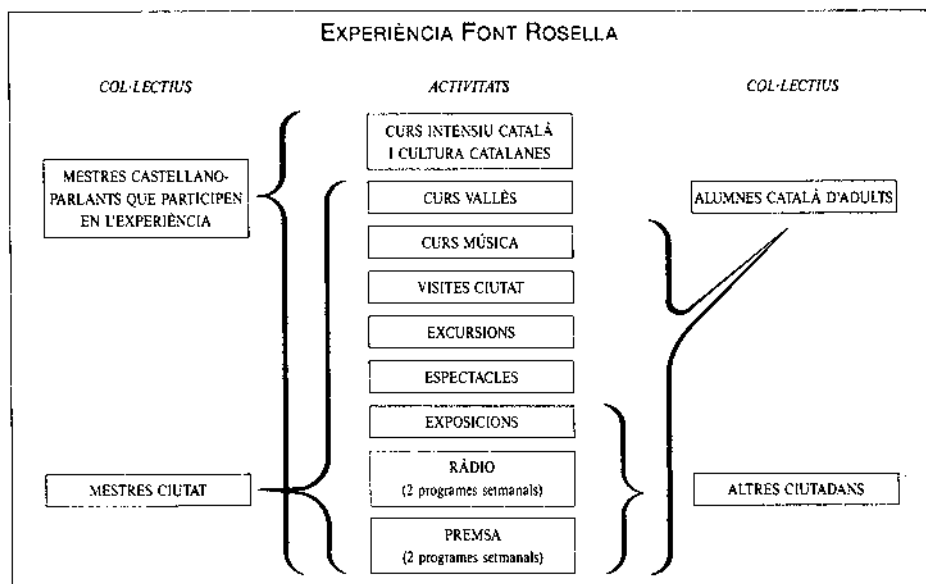 EXPERIÈNCIA FONT ROSELLA
COL·LECTIUS
ACTIVITATS
COL·LECTIUS
CURS INTENSIU CATALÀ
I CULTURA CATALANES
MESTRES CASTELLANO-
PARLANTS QUE PARTICIPEN
EN L'EXPERIÈNCIA
CURS VALLÈS
ALUMNES CATALÀ D'ADULTS
CURS MÚSICA
VISITES CIUTAT
EXCURSIONS
ESPECTACLES
EXPOSICIONS
RÀDIO
(2 programes setmanals)
MESTRES CIUTAT
ALTRES CIUTADANS
PREMSA
(2 programes setmanals)